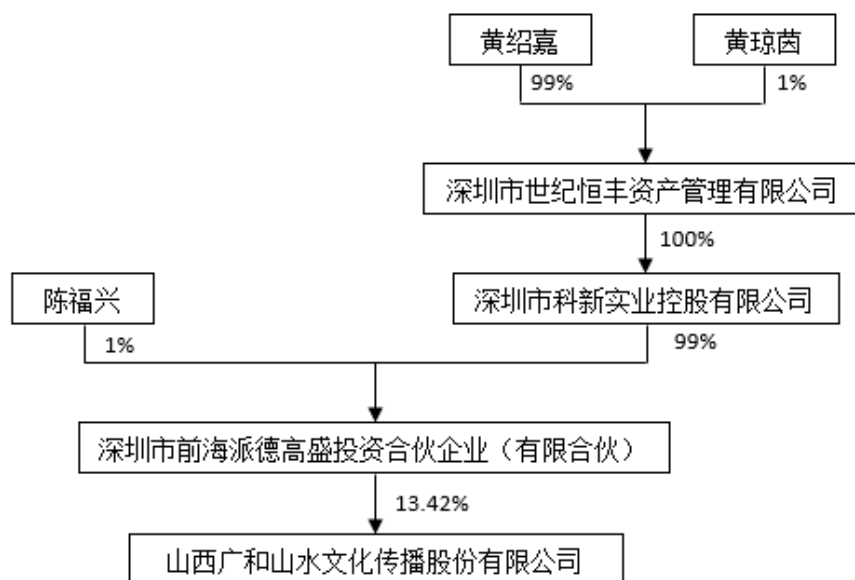 黄绍嘉
黄琼茵
99%
1%
深圳市世纪恒丰资产管理有限公司
100%
陈福兴
深圳市科新实业控股有限公司
1%
99%
深圳市前海派德高盛投资合伙企业（有限合伙）
13.42%
山西广和山水文化传播股份有限公司